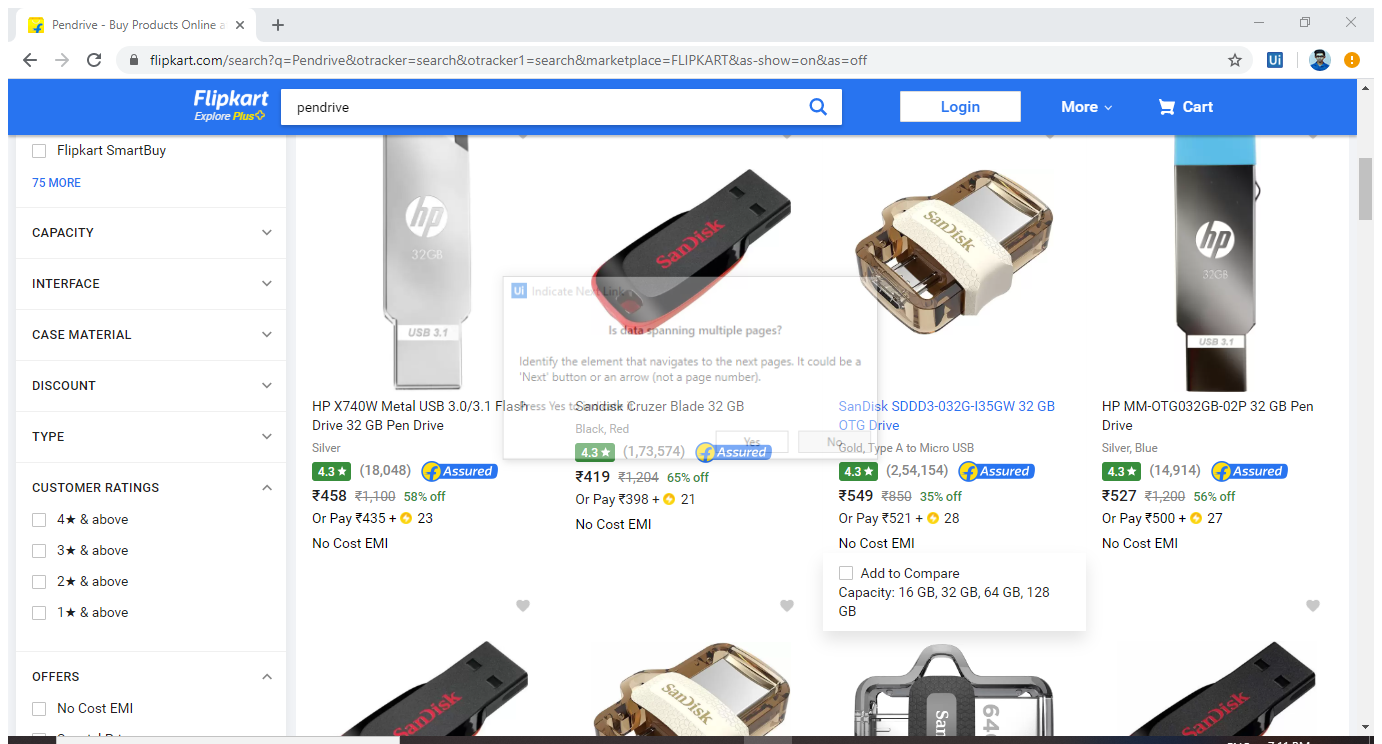 Pendrive - Buy Products Online a
flipkart.com/search?q=Pendrive&otracker=search&otracker1=search&marketplace=FLIPKART&as-show=on&as=off
Ui
Flipkart
Explore Plus
pendrive
Login
More
Cart
Flipkart SmartBuy
75 MORE
CAPACITY
INTERFACE
CASE MATERIAL
DISCOUNT
TYPE
CUSTOMER RATINGS
4★ & above
3★ & above
2★ & above
1★ & above
OFFERS
No Cost EMI
hp
32GB
USB 3.1
SanDisk
SanDisk
hp
32GB
USB 3.1
Ui Indicate Next Link
Is data spanning multiple pages?
Identify the element that navigates to the next pages. It could be a
'Next' button or an arrow (not a page number).
Press Yes to indicate it.
Yes
No
HP X740W Metal USB 3.0/3.1 Flash
Drive 32 GB Pen Drive
Silver
4.3★ (18,048) Assured
₹458 ₹1,100 58% off
Or Pay ₹435 + 23
No Cost EMI
Sandisk Cruzer Blade 32 GB
Black, Red
4.3★ (1,73,574) Assured
₹419 ₹1,204 65% off
Or Pay ₹398 + 21
No Cost EMI
SanDisk SDDD3-032G-I35GW 32 GB
OTG Drive
Gold, Type A to Micro USB
4.3★ (2,54,154) Assured
₹549 ₹850 35% off
Or Pay ₹521 + 28
No Cost EMI
Add to Compare
Capacity: 16 GB, 32 GB, 64 GB, 128
GB
HP MM-OTG032GB-02P 32 GB Pen
Drive
Silver, Blue
4.3★ (14,914) Assured
₹527 ₹1,200 56% off
Or Pay ₹500 + 27
No Cost EMI
SanDisk
SanDisk
San
SanDisk